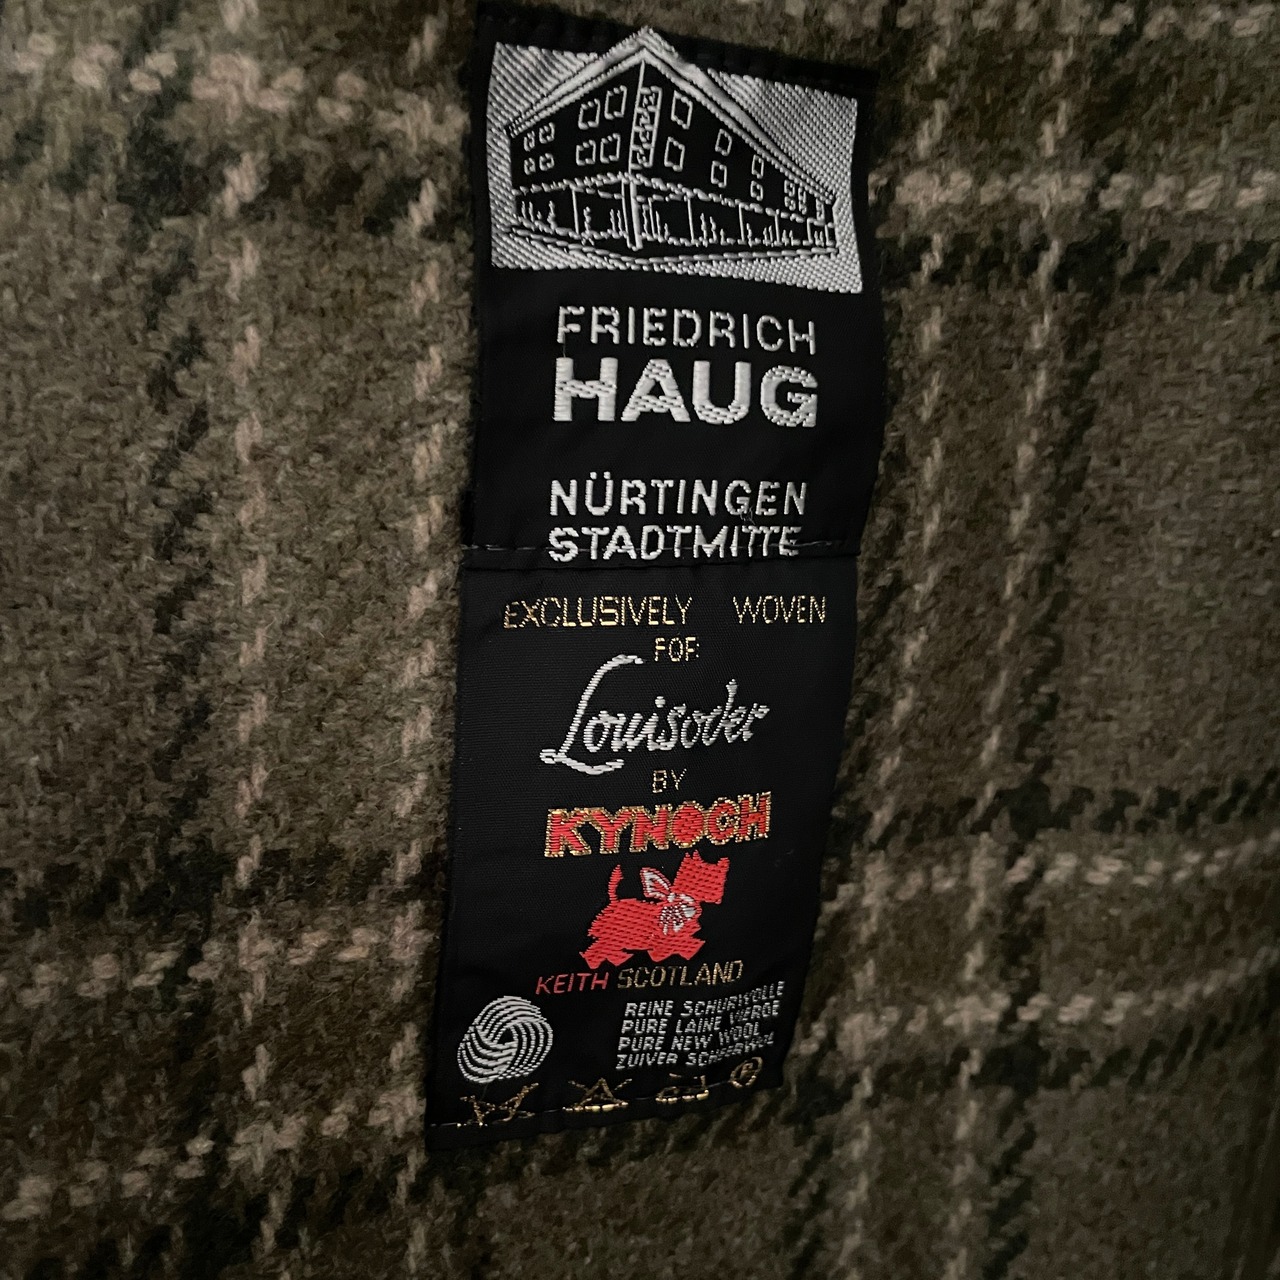 FRIEDRICH
HAUG
NÜRTINGEN
STADTMITTE
EXCLUSIVELY WOVEN
FOR
Louisoder
BY
KYNOCH
KEITH SCOTLAND
REINE SCHURWOLLE
PURE LAINE VIERGE
PURE NEW WOOL
ZUIVER SCHEERWOL
P